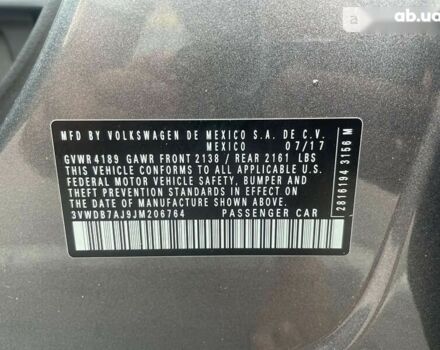 ab.ua
MFD. BY VOLKSWAGEN DE MEXICO S.A. DE C.V.
MEXICO 07/17
GVWR 4189 GAWR FRONT 2138 / REAR 2161 LBS
THIS VEHICLE CONFORMS TO ALL APPLICABLE U.S.
FEDERAL MOTOR VEHICLE SAFETY, BUMPER AND
THEFT PREVENTION STANDARDS IN EFFECT ON THE
DATE OF MANUFACTURE SHOWN ABOVE.
3VWDB7AJ9JM206764 PASSENGER CAR
2816194 3156 M